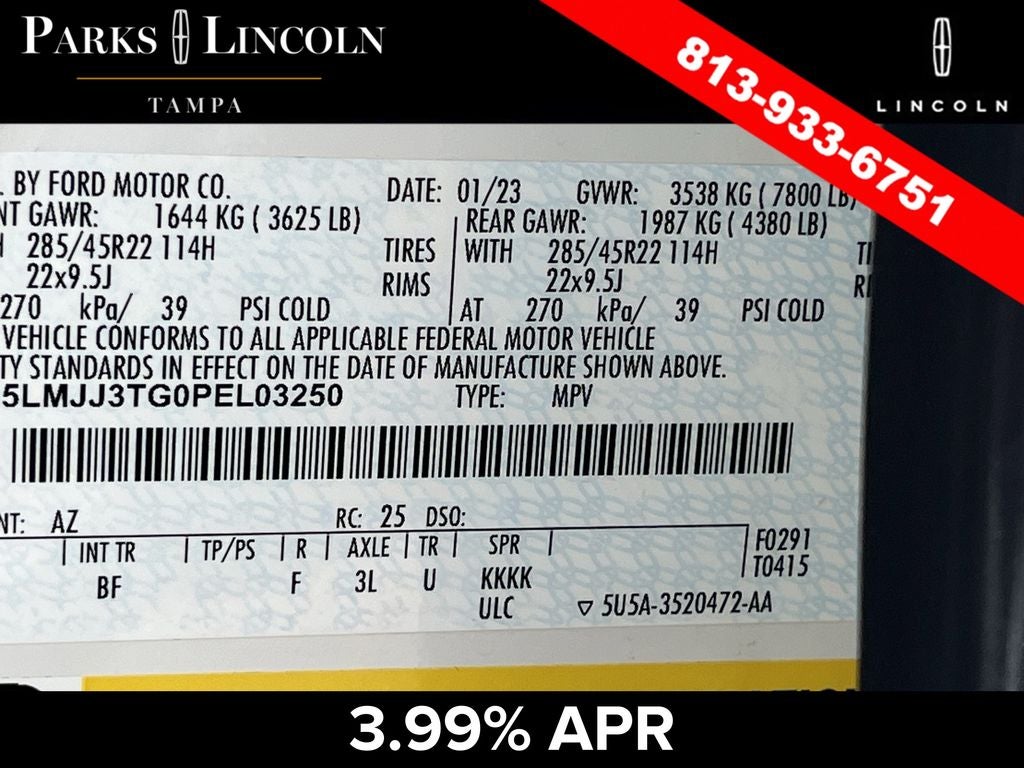 PARKS LINCOLN
TAMPA
813-933-6751
LINCOLN
. BY FORD MOTOR CO. DATE: 01/23 GVWR: 3538 KG ( 7800 LB)
NT GAWR: 1644 KG ( 3625 LB) REAR GAWR: 1987 KG ( 4380 LB)
H 285/45R22 114H TIRES WITH 285/45R22 114H TI
22x9.5J RIMS 22x9.5J RI
270 kPa/ 39 PSI COLD AT 270 kPa/ 39 PSI COLD
VEHICLE CONFORMS TO ALL APPLICABLE FEDERAL MOTOR VEHICLE
TY STANDARDS IN EFFECT ON THE DATE OF MANUFACTURE SHOWN ABOVE.
5LMJJ3TG0PEL03250 TYPE: MPV
NT: AZ RC: 25 DSO:
INT TR TP/PS R AXLE TR SPR F0291
BF F 3L U KKKK T0415
ULC ▽ 5U5A-3520472-AA
3.99% APR